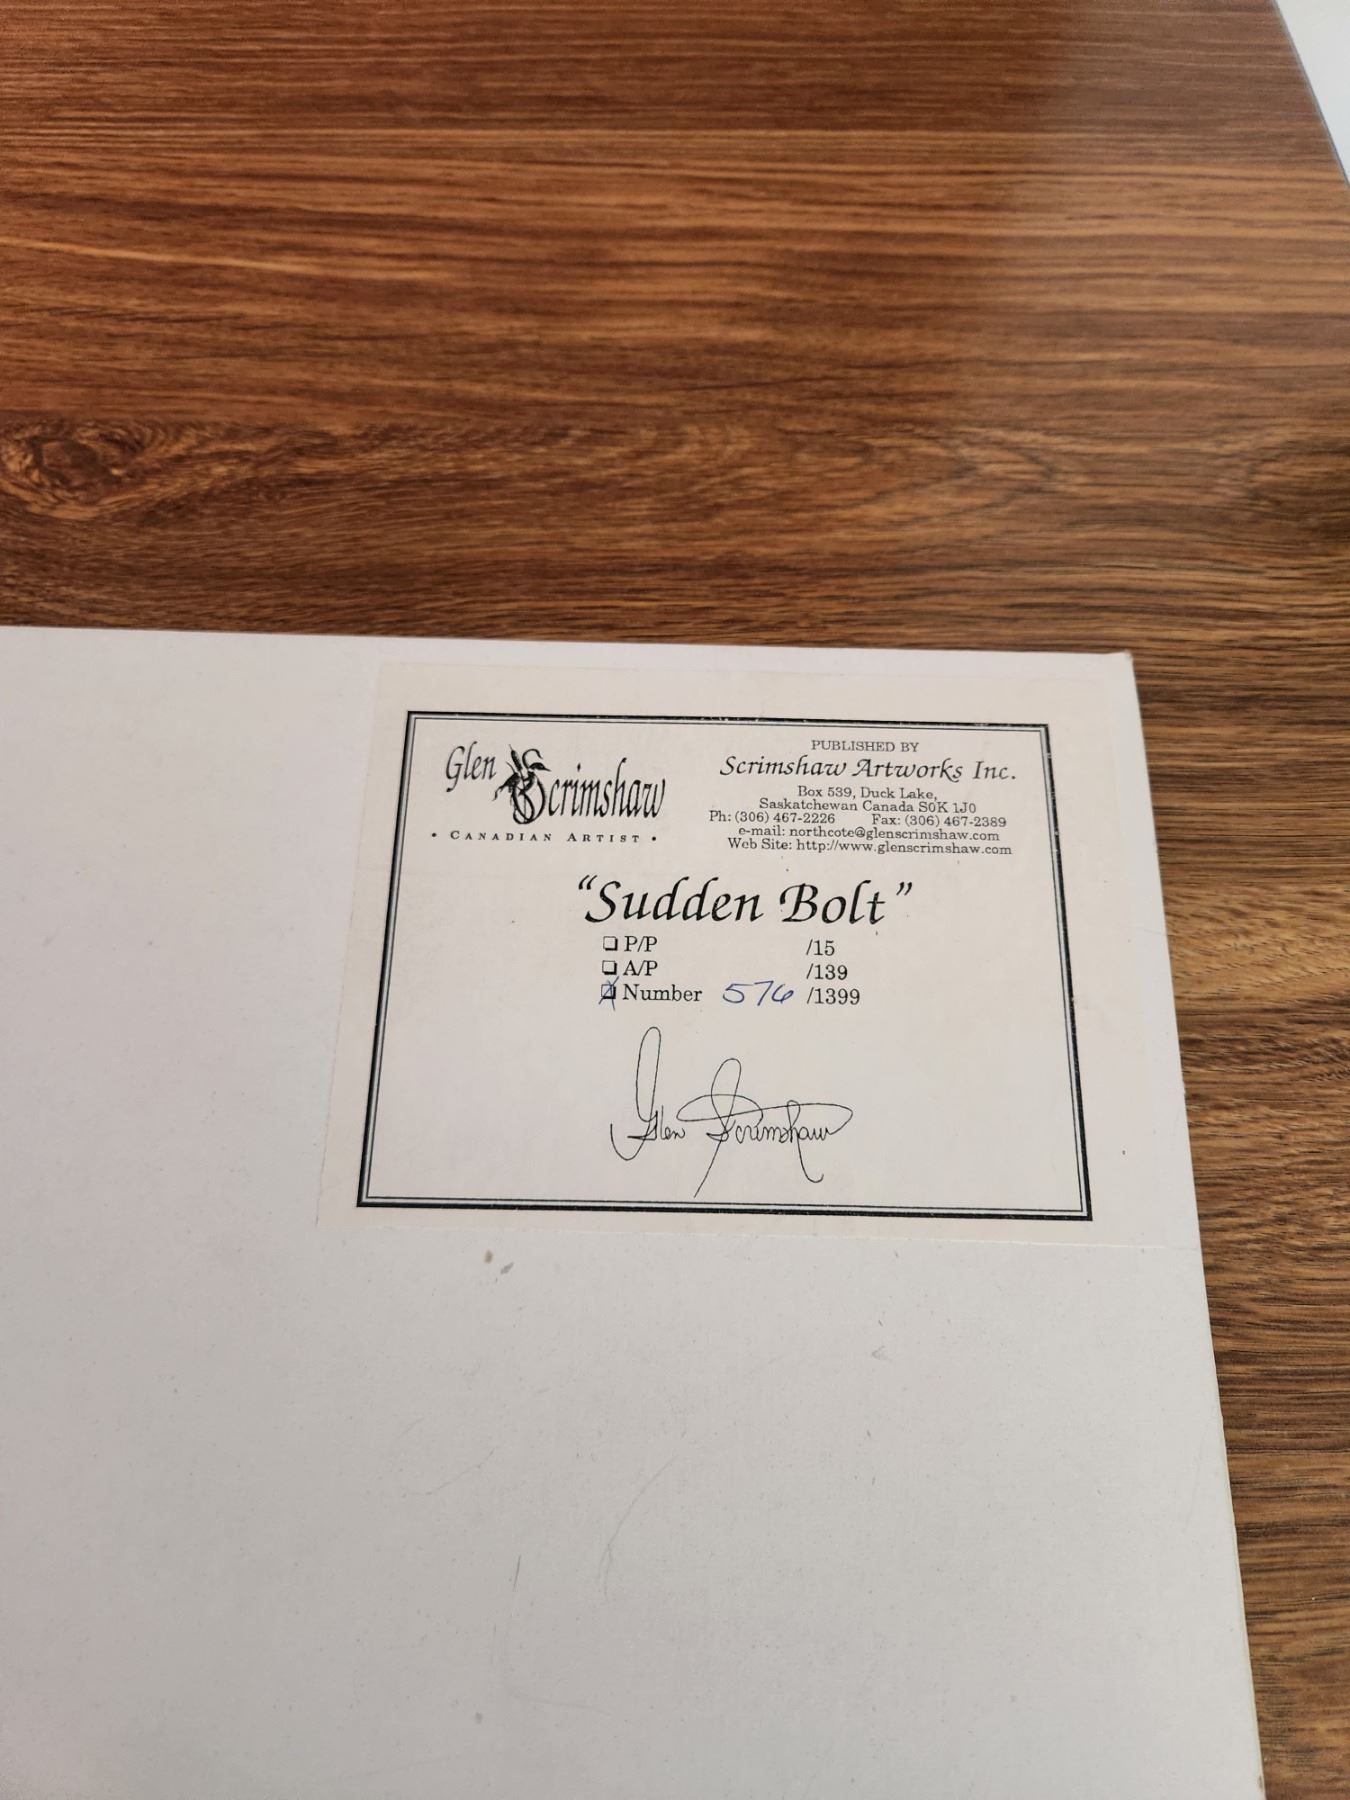 Glen Scrimshaw
• CANADIAN ARTIST •
PUBLISHED BY
Scrimshaw Artworks Inc.
Box 539, Duck Lake,
Saskatchewan Canada S0K 1J0
Ph: (306) 467-2226 Fax: (306) 467-2389
e-mail: northcote@glenscrimshaw.com
Web Site: http://www.glenscrimshaw.com
“Sudden Bolt”
❑ P/P /15
❑ A/P /139
❑ Number 576 /1399
Glen Scrimshaw